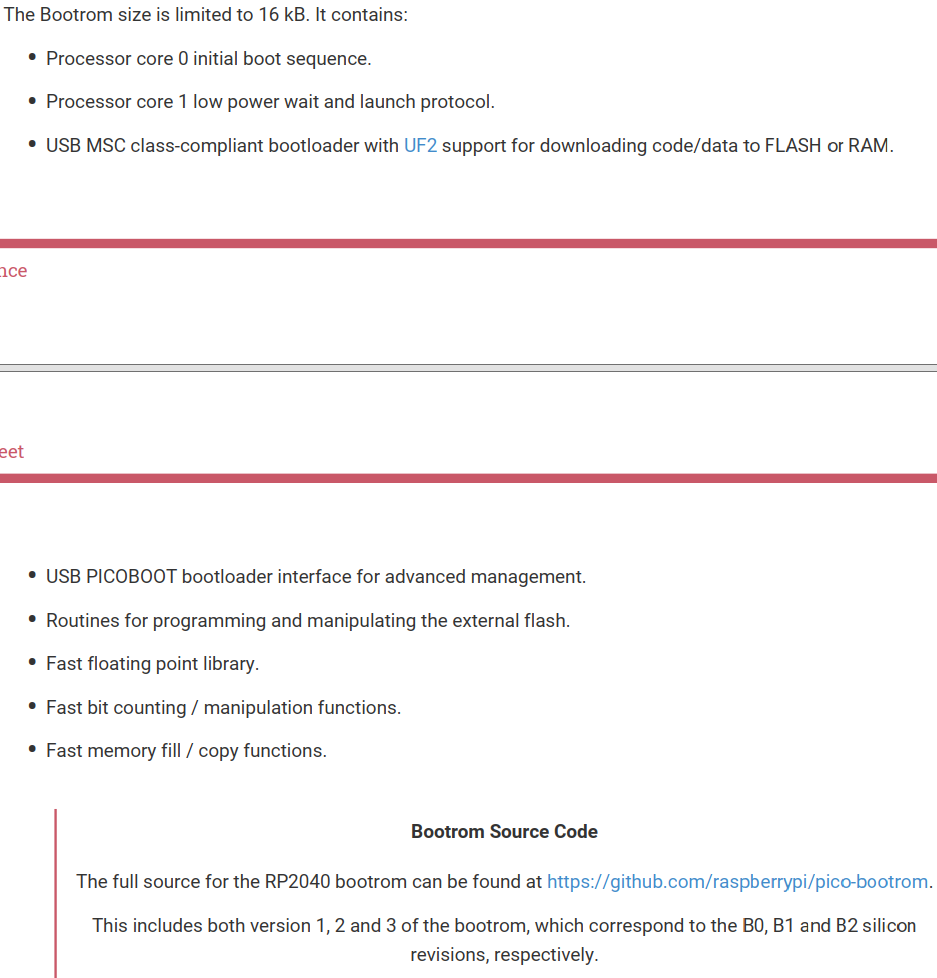 The Bootrom size is limited to 16 kB. It contains:
• Processor core 0 initial boot sequence.
• Processor core 1 low power wait and launch protocol.
• USB MSC class-compliant bootloader with UF2 support for downloading code/data to FLASH or RAM.
nce
eet
• USB PICOBOOT bootloader interface for advanced management.
• Routines for programming and manipulating the external flash.
• Fast floating point library.
• Fast bit counting / manipulation functions.
• Fast memory fill / copy functions.
Bootrom Source Code
The full source for the RP2040 bootrom can be found at https://github.com/raspberrypi/pico-bootrom.
This includes both version 1, 2 and 3 of the bootrom, which correspond to the B0, B1 and B2 silicon
revisions, respectively.